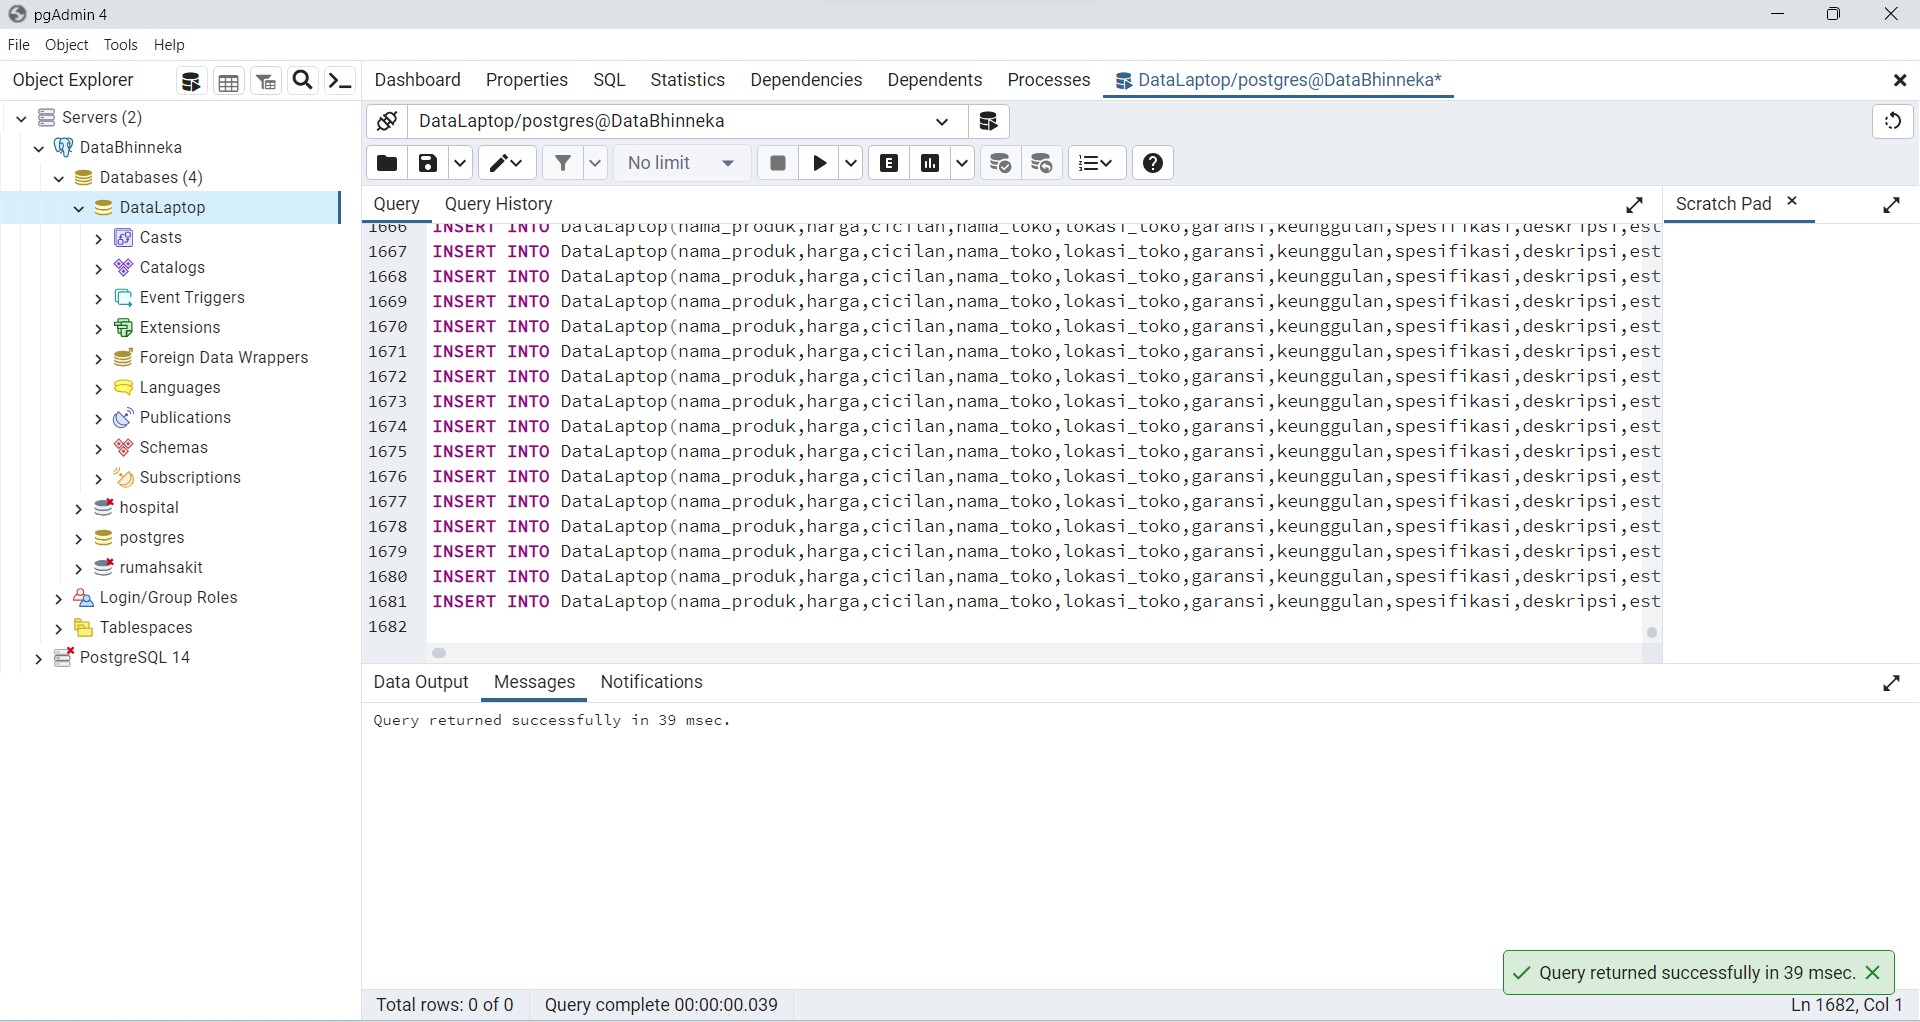 pgAdmin 4
File Object Tools Help
Object Explorer
Dashboard Properties SQL Statistics Dependencies Dependents Processes DataLaptop/postgres@DataBhinneka*
Servers (2)
DataBhinneka
Databases (4)
DataLaptop
Casts
Catalogs
Event Triggers
Extensions
Foreign Data Wrappers
Languages
Publications
Schemas
Subscriptions
hospital
postgres
rumahsakit
Login/Group Roles
Tablespaces
PostgreSQL 14
DataLaptop/postgres@DataBhinneka
No limit
E
Query Query History
Scratch Pad
1666 INSERT INTO DataLaptop(nama_produk,harga,cicilan,nama_toko,lokasi_toko,garansi,keunggulan,spesifikasi,deskripsi,est
1667 INSERT INTO DataLaptop(nama_produk,harga,cicilan,nama_toko,lokasi_toko,garansi,keunggulan,spesifikasi,deskripsi,est
1668 INSERT INTO DataLaptop(nama_produk,harga,cicilan,nama_toko,lokasi_toko,garansi,keunggulan,spesifikasi,deskripsi,est
1669 INSERT INTO DataLaptop(nama_produk,harga,cicilan,nama_toko,lokasi_toko,garansi,keunggulan,spesifikasi,deskripsi,est
1670 INSERT INTO DataLaptop(nama_produk,harga,cicilan,nama_toko,lokasi_toko,garansi,keunggulan,spesifikasi,deskripsi,est
1671 INSERT INTO DataLaptop(nama_produk,harga,cicilan,nama_toko,lokasi_toko,garansi,keunggulan,spesifikasi,deskripsi,est
1672 INSERT INTO DataLaptop(nama_produk,harga,cicilan,nama_toko,lokasi_toko,garansi,keunggulan,spesifikasi,deskripsi,est
1673 INSERT INTO DataLaptop(nama_produk,harga,cicilan,nama_toko,lokasi_toko,garansi,keunggulan,spesifikasi,deskripsi,est
1674 INSERT INTO DataLaptop(nama_produk,harga,cicilan,nama_toko,lokasi_toko,garansi,keunggulan,spesifikasi,deskripsi,est
1675 INSERT INTO DataLaptop(nama_produk,harga,cicilan,nama_toko,lokasi_toko,garansi,keunggulan,spesifikasi,deskripsi,est
1676 INSERT INTO DataLaptop(nama_produk,harga,cicilan,nama_toko,lokasi_toko,garansi,keunggulan,spesifikasi,deskripsi,est
1677 INSERT INTO DataLaptop(nama_produk,harga,cicilan,nama_toko,lokasi_toko,garansi,keunggulan,spesifikasi,deskripsi,est
1678 INSERT INTO DataLaptop(nama_produk,harga,cicilan,nama_toko,lokasi_toko,garansi,keunggulan,spesifikasi,deskripsi,est
1679 INSERT INTO DataLaptop(nama_produk,harga,cicilan,nama_toko,lokasi_toko,garansi,keunggulan,spesifikasi,deskripsi,est
1680 INSERT INTO DataLaptop(nama_produk,harga,cicilan,nama_toko,lokasi_toko,garansi,keunggulan,spesifikasi,deskripsi,est
1681 INSERT INTO DataLaptop(nama_produk,harga,cicilan,nama_toko,lokasi_toko,garansi,keunggulan,spesifikasi,deskripsi,est
1682
Data Output Messages Notifications
Query returned successfully in 39 msec.
Query returned successfully in 39 msec.
Total rows: 0 of 0 Query complete 00:00:00.039 Ln 1682, Col 1